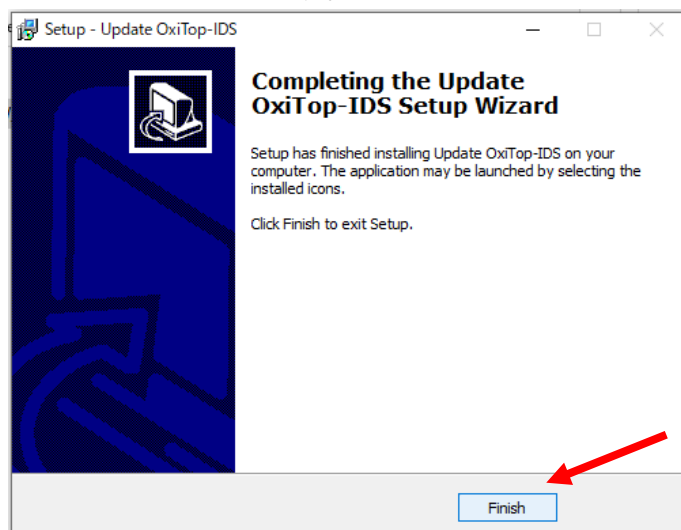 Setup - Update OxiTop-IDS
Completing the Update
OxiTop-IDS Setup Wizard
Setup has finished installing Update OxiTop-IDS on your
computer. The application may be launched by selecting the
installed icons.
Click Finish to exit Setup.
Finish